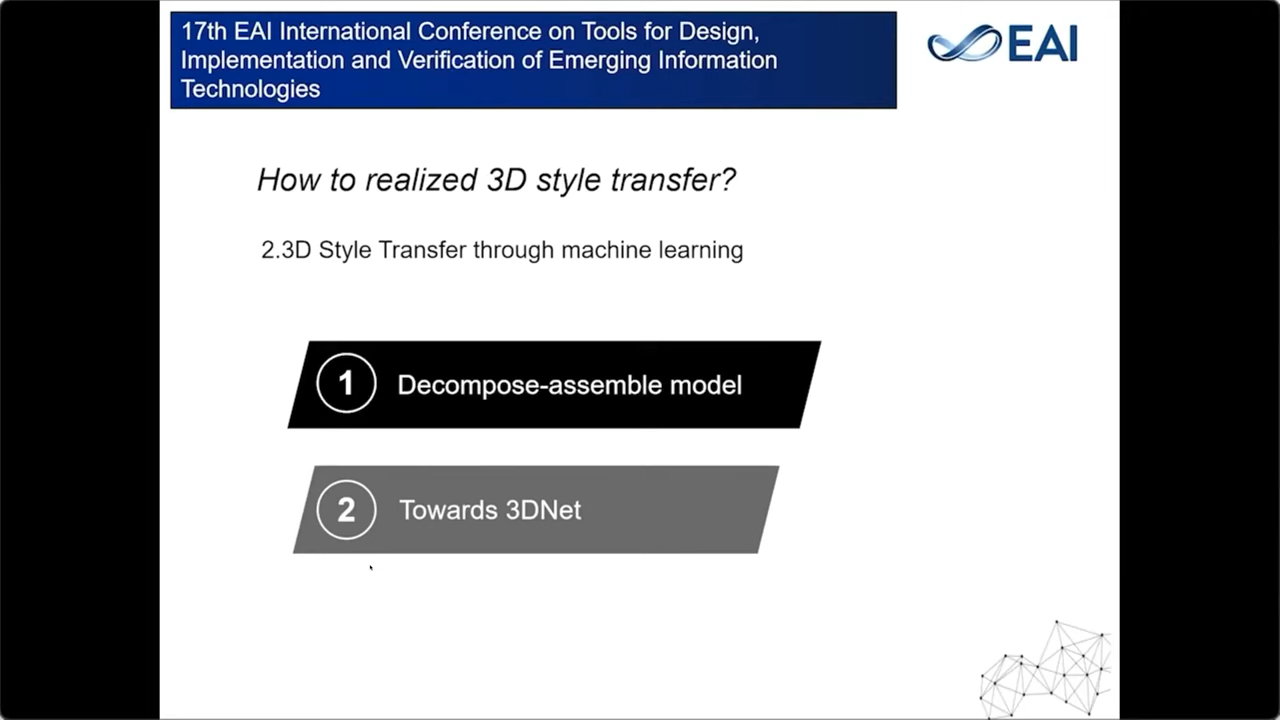 17th EAI International Conference on Tools for Design,
Implementation and Verification of Emerging Information
Technologies
EAI
How to realized 3D style transfer?
2.3D Style Transfer through machine learning
1 Decompose-assemble model
2 Towards 3DNet